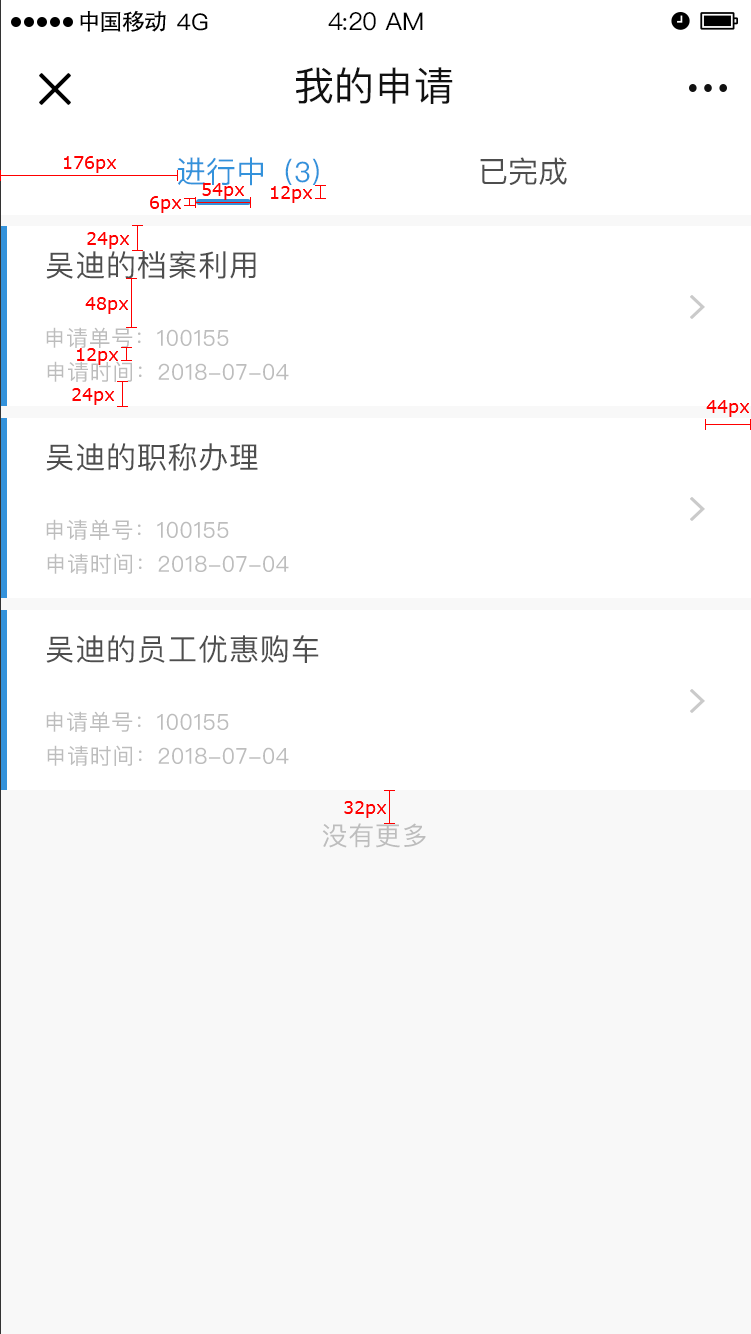 中国移动 4G 4:20 AM
我的申请
176px
进行中（3） 已完成
6px 54px 12px
24px
吴迪的档案利用
48px
申请单号：100155
12px
申请时间：2018-07-04
24px
44px
吴迪的职称办理
申请单号：100155
申请时间：2018-07-04
吴迪的员工优惠购车
申请单号：100155
申请时间：2018-07-04
32px
没有更多